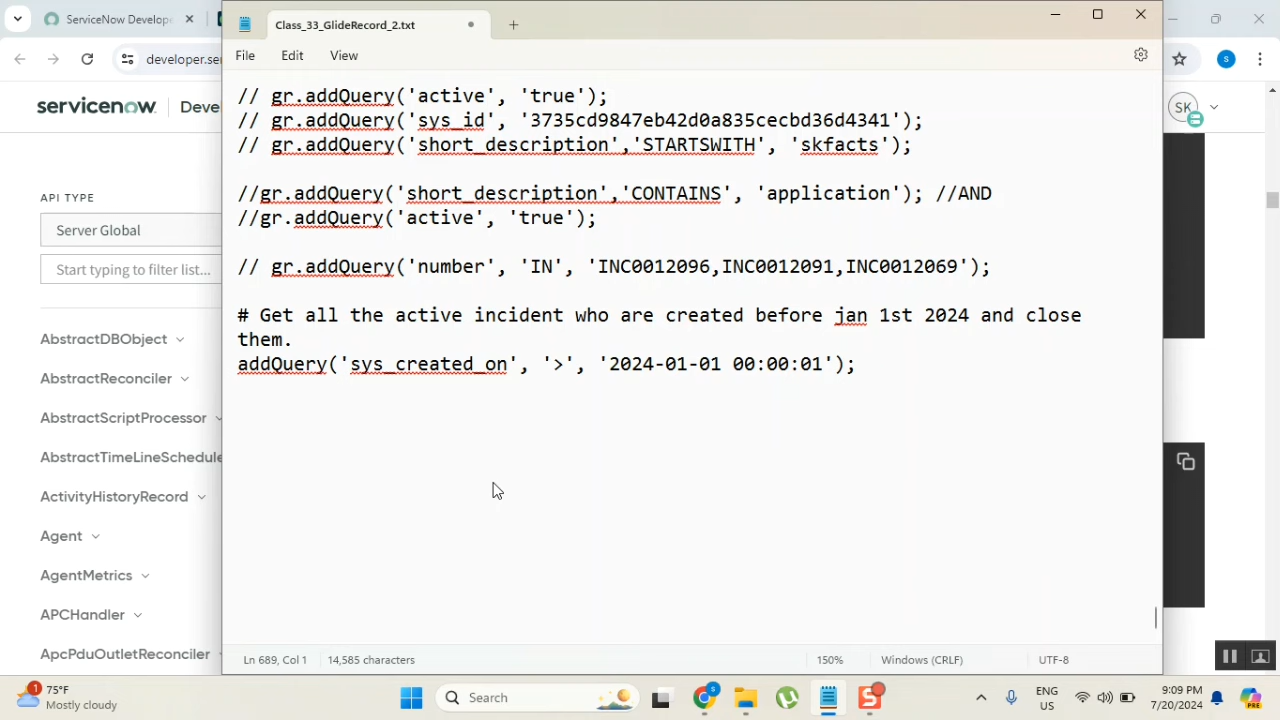 ServiceNow Develope
Class_33_GlideRecord_2.txt
developer.ser
File Edit View
servicenow Deve
SK
// gr.addQuery('active', 'true');
// gr.addQuery('sys_id', '3735cd9847eb42d0a835cecbd36d4341');
// gr.addQuery('short_description','STARTSWITH', 'skfacts');
//gr.addQuery('short_description','CONTAINS', 'application'); //AND
//gr.addQuery('active', 'true');
// gr.addQuery('number', 'IN', 'INC0012096,INC0012091,INC0012069');
# Get all the active incident who are created before jan 1st 2024 and close
them.
addQuery('sys_created_on', '>', '2024-01-01 00:00:01');
API TYPE
Server Global
Start typing to filter list...
AbstractDBObject
AbstractReconciler
AbstractScriptProcessor
AbstractTimeLineSchedule
ActivityHistoryRecord
Agent
AgentMetrics
APCHandler
ApcPduOutletReconciler
Ln 689, Col 1 14,585 characters 150% Windows (CRLF) UTF-8
1
75°F
Mostly cloudy
Search
ENG
US
9:09 PM
7/20/2024